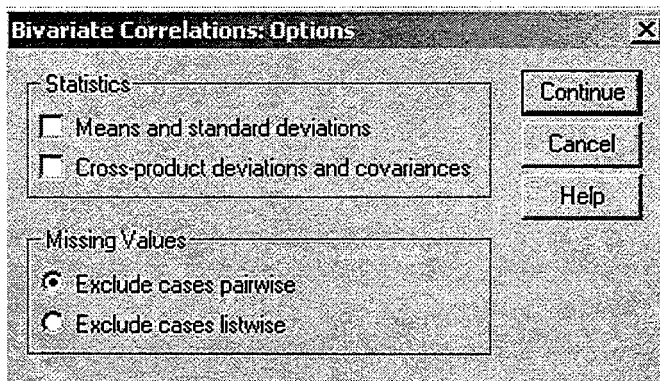 Bivariate Correlations: Options
Statistics
Means and standard deviations
Cross-product deviations and covariances
Missing Values
Exclude cases pairwise
Exclude cases listwise
Continue
Cancel
Help